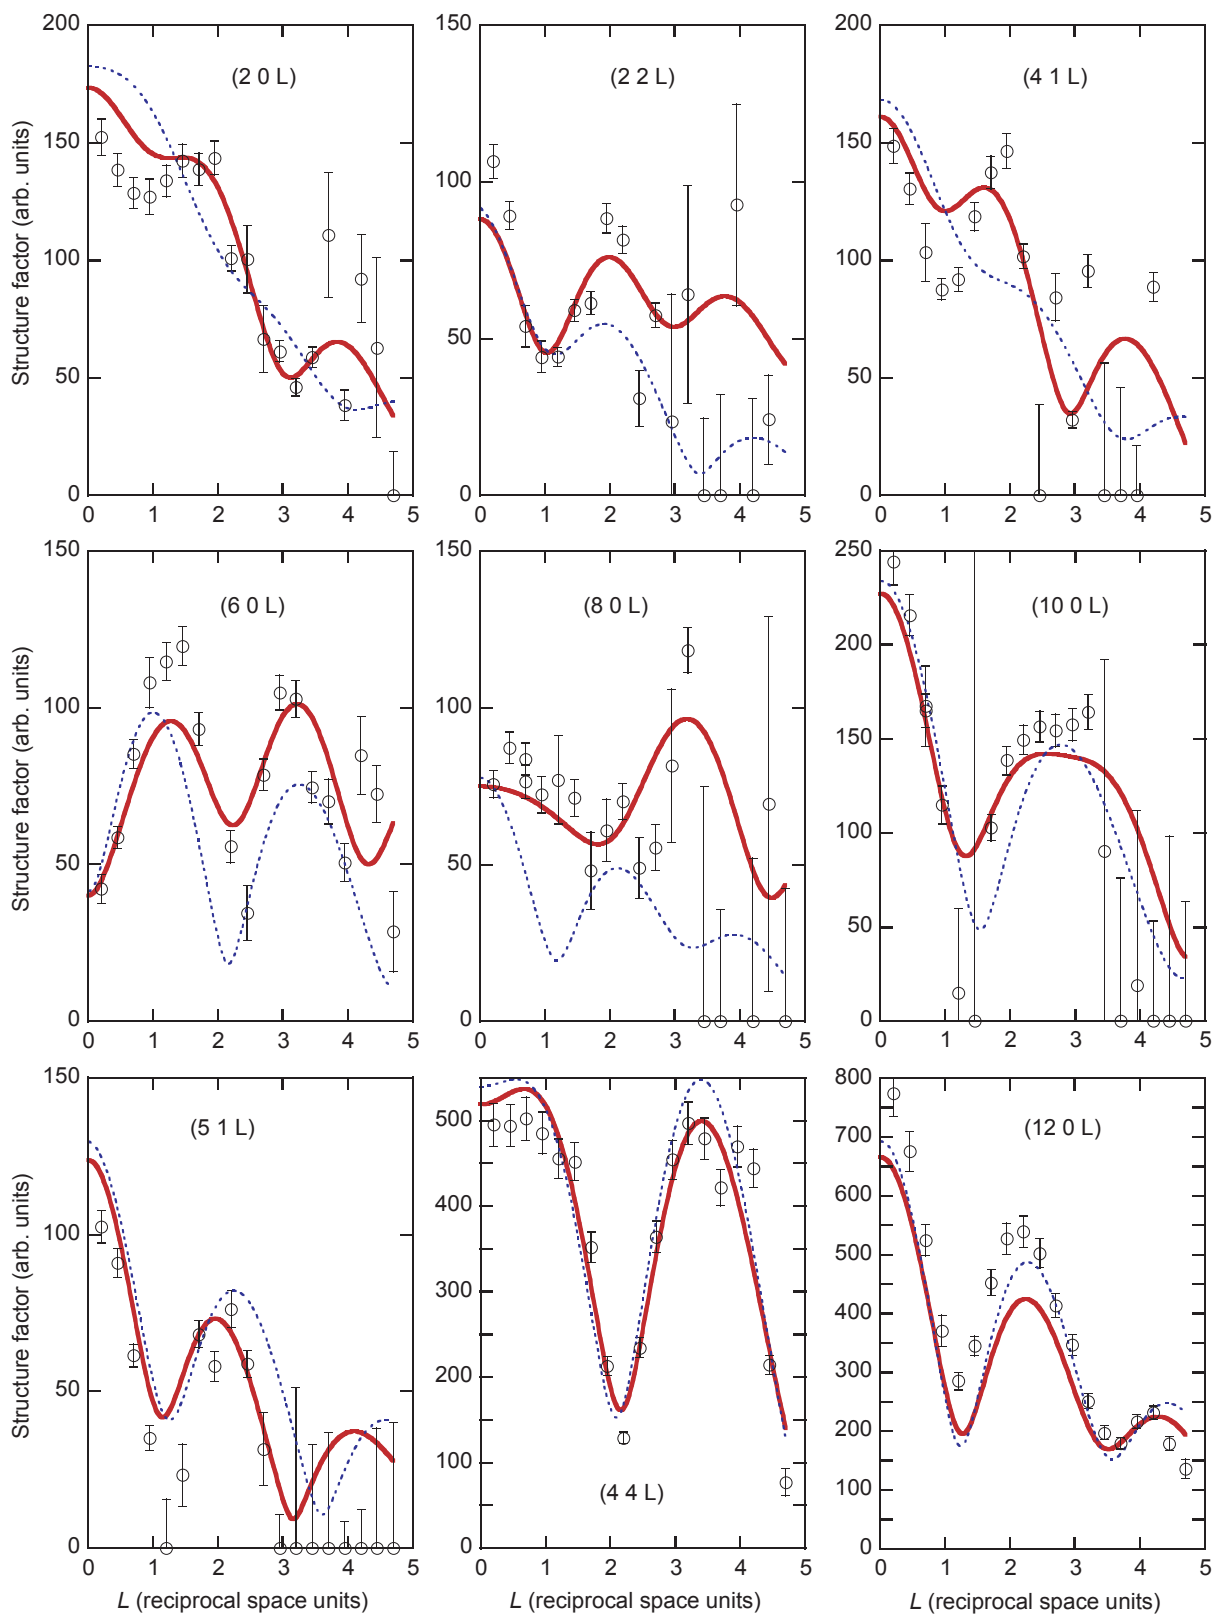 200
150
100
50
0
0 1 2 3 4 5
Structure factor (arb. units)
(2 0 L)
150
100
50
0
0 1 2 3 4 5
(2 2 L)
200
150
100
50
0
0 1 2 3 4 5
(4 1 L)
150
100
50
0
0 1 2 3 4 5
Structure factor (arb. units)
(6 0 L)
150
100
50
0
0 1 2 3 4 5
(8 0 L)
250
200
150
100
50
0
0 1 2 3 4 5
(10 0 L)
150
100
50
0
0 1 2 3 4 5
Structure factor (arb. units)
L (reciprocal space units)
(5 1 L)
500
400
300
200
100
0
0 1 2 3 4 5
L (reciprocal space units)
(4 4 L)
800
700
600
500
400
300
200
100
0
0 1 2 3 4 5
L (reciprocal space units)
(12 0 L)